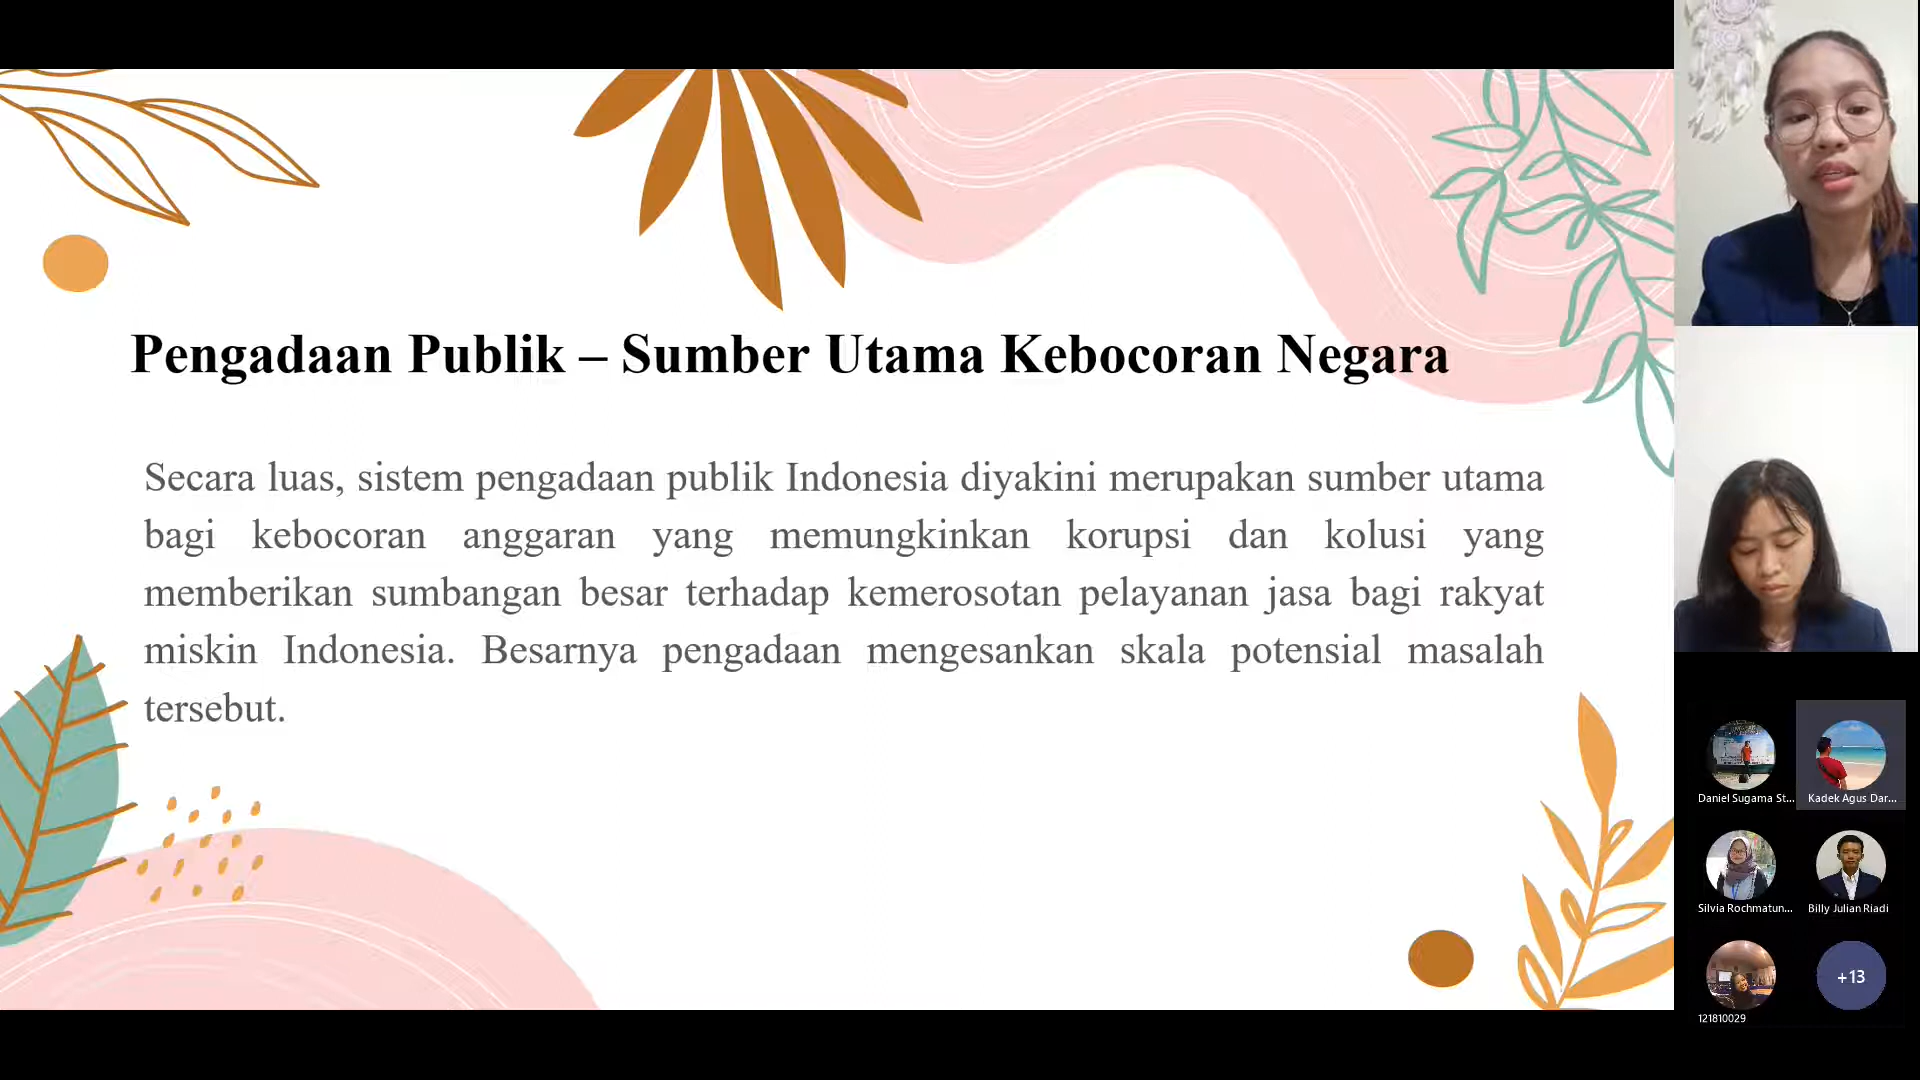 Pengadaan Publik – Sumber Utama Kebocoran Negara
Secara luas, sistem pengadaan publik Indonesia diyakini merupakan sumber utama
bagi kebocoran anggaran yang memungkinkan korupsi dan kolusi yang
memberikan sumbangan besar terhadap kemerosotan pelayanan jasa bagi rakyat
miskin Indonesia. Besarnya pengadaan mengesankan skala potensial masalah
tersebut.
Daniel Sugama St...
Kadek Agus Dar...
Silvia Rochmatun...
Billy Julian Riadi
+13
121810029